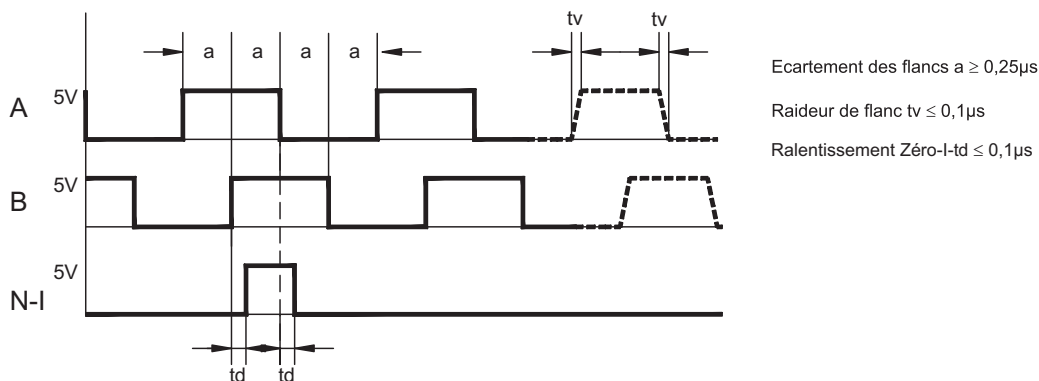 tv tv
a a a a
Ecartement des flancs a ≥ 0,25µs
5V
A
Raideur de flanc tv ≤ 0,1µs
Ralentissement Zéro-I-td ≤ 0,1µs
5V
B
5V
N-I
td td